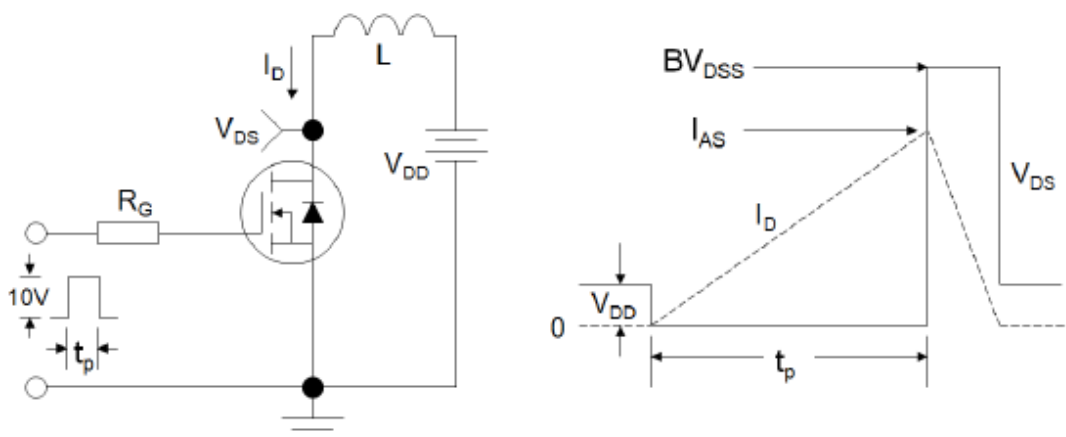 L
I_D
V_DS
V_DD
R_G
10V
t_p
BV_DSS
I_AS
V_DS
I_D
V_DD
0
t_p